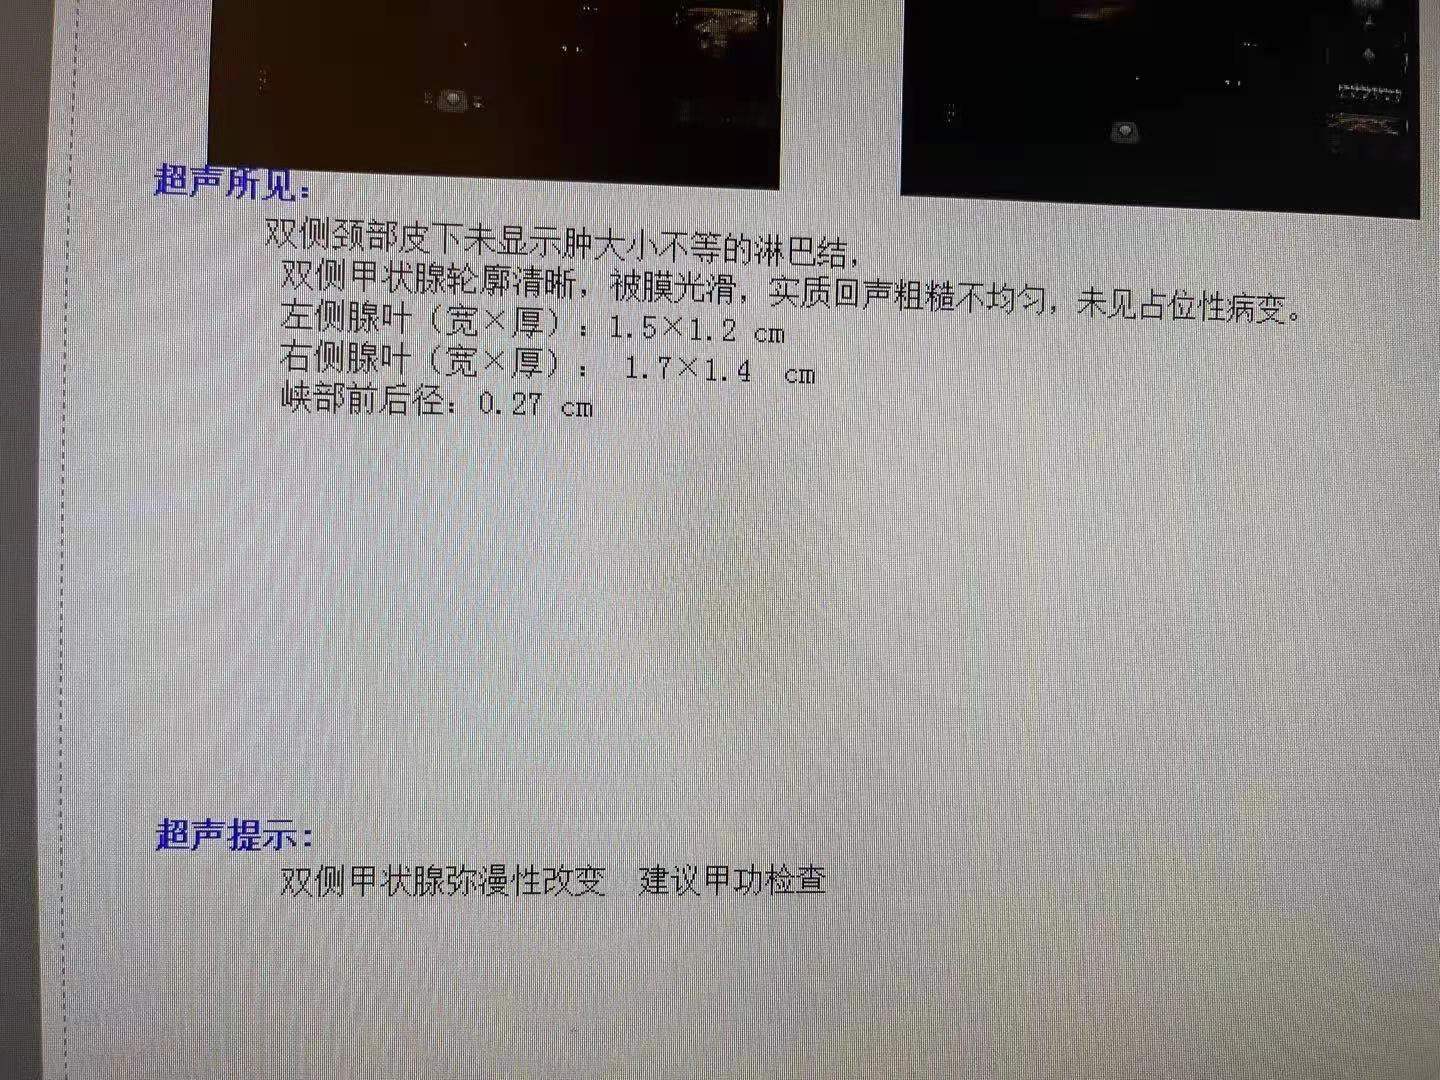 超声所见：
双侧颈部皮下未显示肿大小不等的淋巴结，
双侧甲状腺轮廓清晰，被膜光滑，实质回声粗糙不均匀，未见占位性病变。
左侧腺叶（宽×厚）：1.5×1.2 cm
右侧腺叶（宽×厚）： 1.7×1.4 cm
峡部前后径：0.27 cm
超声提示：
双侧甲状腺弥漫性改变 建议甲功检查